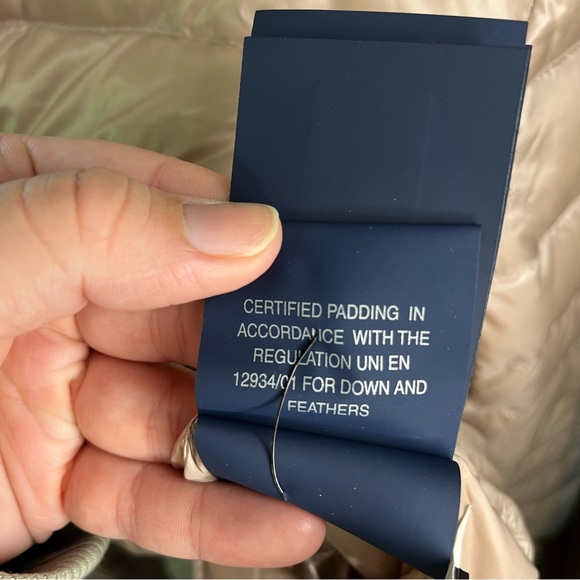 CERTIFIED PADDING IN
ACCORDANCE WITH THE
REGULATION UNI EN
12934/01 FOR DOWN AND
FEATHERS